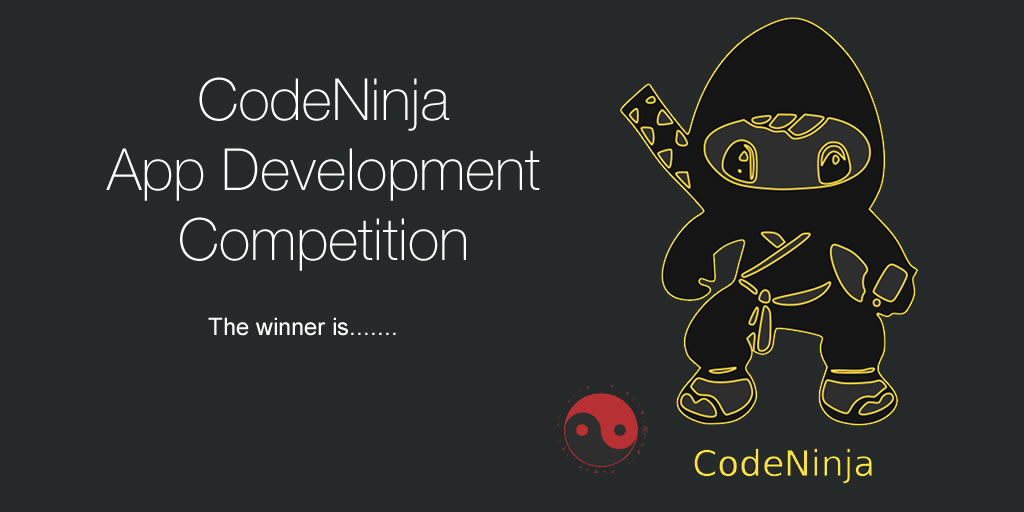 CodeNinja
App Development
Competition
The winner is.......
CodeNinja